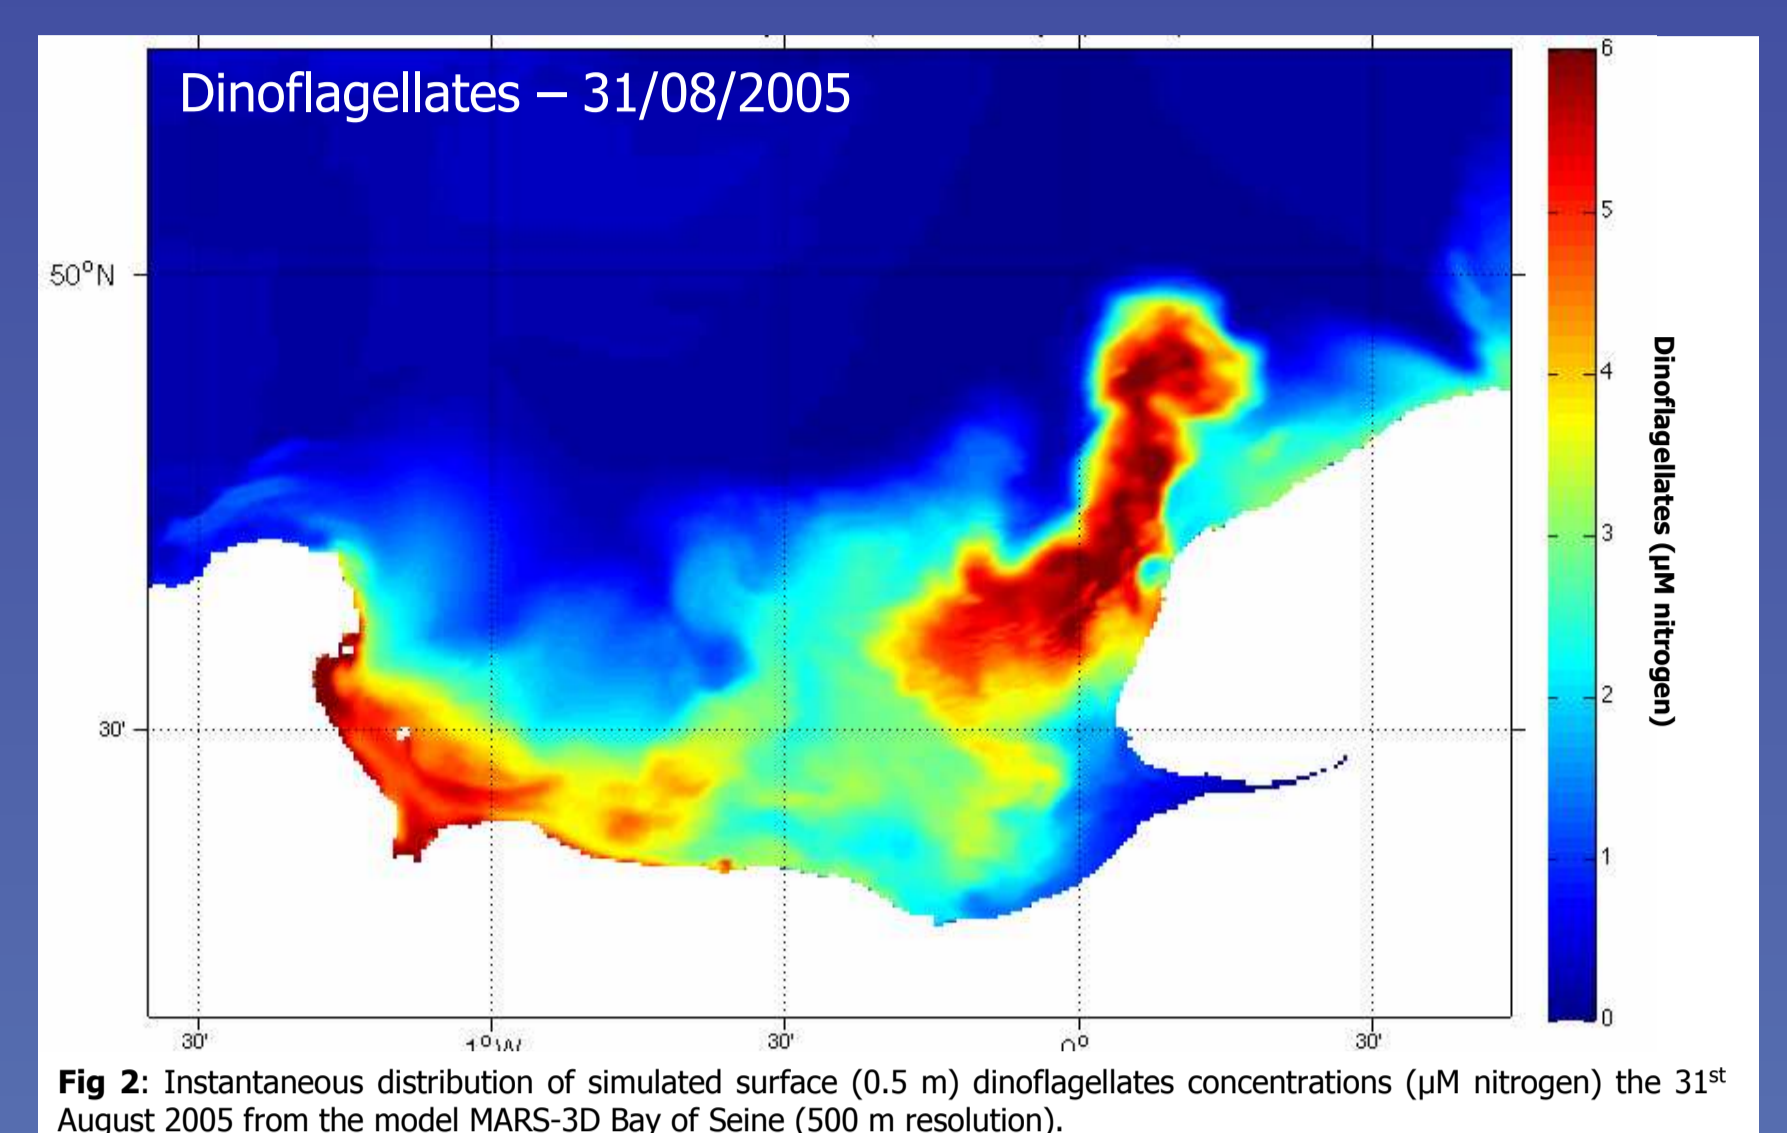 Dinoflagellates – 31/08/2005
6
5
50°N
4
3
2
30'
1
0
Dinoflagellates (µM nitrogen)
30' 1°W 30' 0° 30'
Fig 2: Instantaneous distribution of simulated surface (0.5 m) dinoflagellates concentrations (µM nitrogen) the 31st
August 2005 from the model MARS-3D Bay of Seine (500 m resolution).